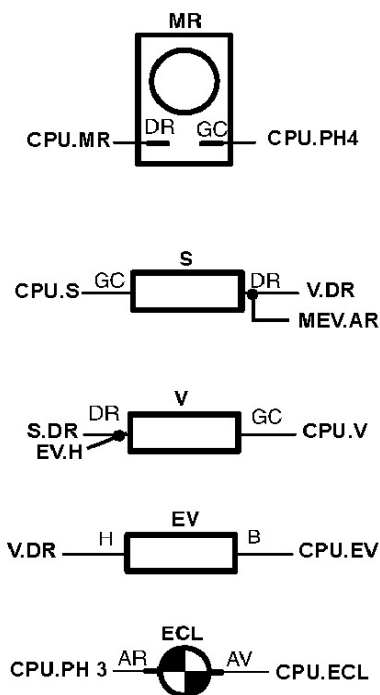 MR
DR GC
CPU.MR CPU.PH4
S
GC DR
CPU.S V.DR
MEV.AR
V
DR GC
S.DR CPU.V
EV.H
EV
H B
V.DR CPU.EV
ECL
AR AV
CPU.PH 3 CPU.ECL